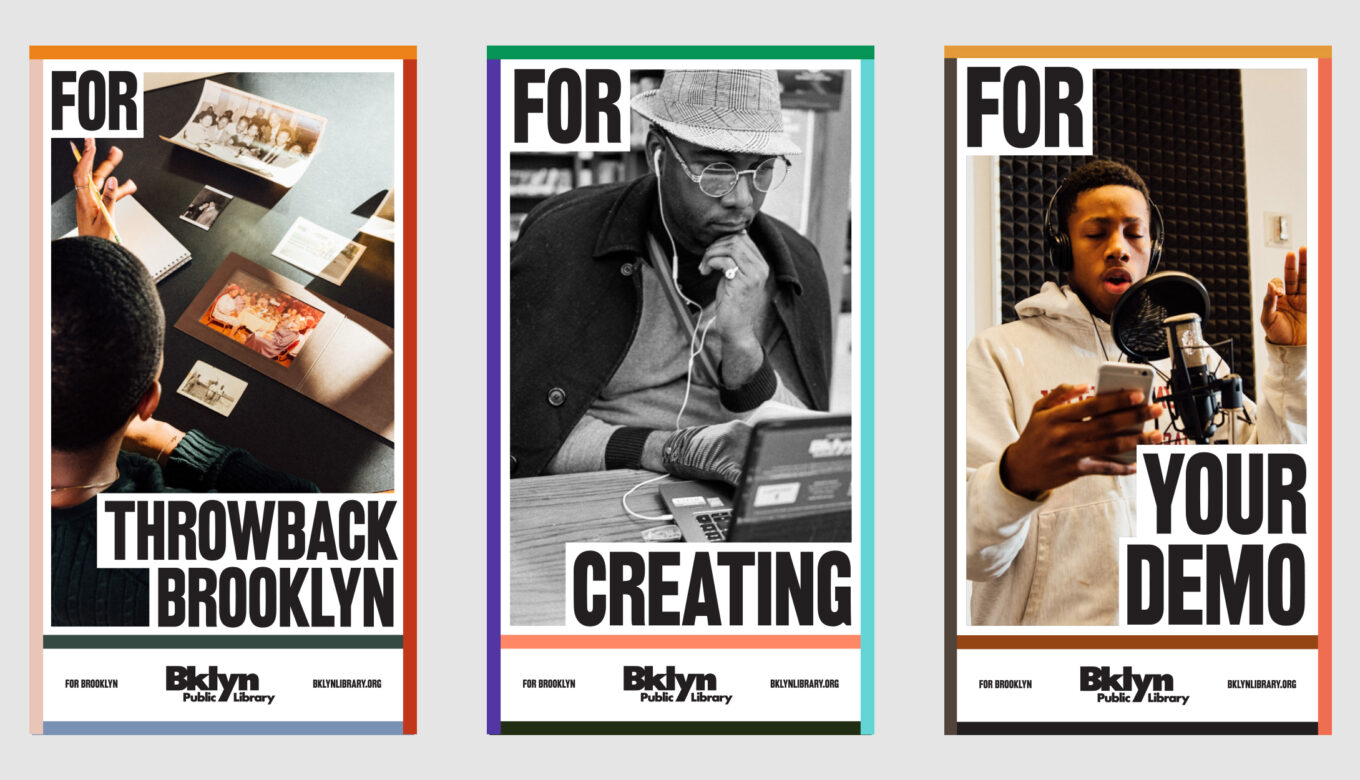 FOR
THROWBACK
BROOKLYN
FOR BROOKLYN
Bklyn
Public Library
BKLYNLIBRARY.ORG
FOR
CREATING
FOR BROOKLYN
Bklyn
Public Library
BKLYNLIBRARY.ORG
FOR
YOUR
DEMO
FOR BROOKLYN
Bklyn
Public Library
BKLYNLIBRARY.ORG